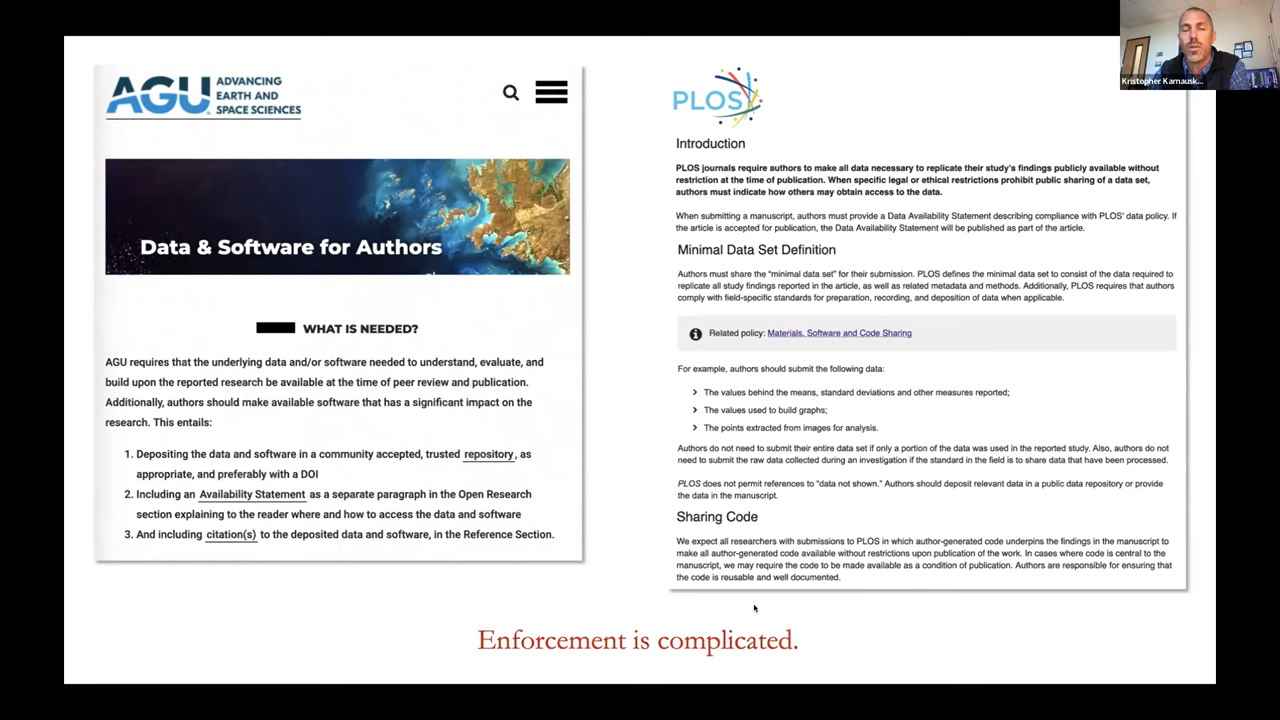 AGU ADVANCING
EARTH AND
SPACE SCIENCES
Data & Software for Authors
WHAT IS NEEDED?
AGU requires that the underlying data and/or software needed to understand, evaluate, and
build upon the reported research be available at the time of peer review and publication.
Additionally, authors should make available software that has a significant impact on the
research. This entails:
1. Depositing the data and software in a community accepted, trusted repository, as
appropriate, and preferably with a DOI
2. Including an Availability Statement as a separate paragraph in the Open Research
section explaining to the reader where and how to access the data and software
3. And including citation(s) to the deposited data and software, in the Reference Section.
PLOS
Introduction
PLOS journals require authors to make all data necessary to replicate their study's findings publicly available without
restriction at the time of publication. When specific legal or ethical restrictions prohibit public sharing of a data set,
authors must indicate how others may obtain access to the data.
When submitting a manuscript, authors must provide a Data Availability Statement describing compliance with PLOS' data policy. If
the article is accepted for publication, the Data Availability Statement will be published as part of the article.
Minimal Data Set Definition
Authors must share the "minimal data set" for their submission. PLOS defines the minimal data set to consist of the data required to
replicate all study findings reported in the article, as well as related metadata and methods. Additionally, PLOS requires that authors
comply with field-specific standards for preparation, recording, and deposition of data when applicable.
Related policy: Materials, Software and Code Sharing
For example, authors should submit the following data:
The values behind the means, standard deviations and other measures reported;
The values used to build graphs;
The points extracted from images for analysis.
Authors do not need to submit their entire data set if only a portion of the data was used in the reported study. Also, authors do not
need to submit the raw data collected during an investigation if the standard in the field is to share data that have been processed.
PLOS does not permit references to "data not shown." Authors should deposit relevant data in a public data repository or provide
the data in the manuscript.
Sharing Code
We expect all researchers with submissions to PLOS in which author-generated code underpins the findings in the manuscript to
make all author-generated code available without restrictions upon publication of the work. In cases where code is central to the
manuscript, we may require the code to be made available as a condition of publication. Authors are responsible for ensuring that
the code is reusable and well documented.
Enforcement is complicated.
Kristopher Karnausk...